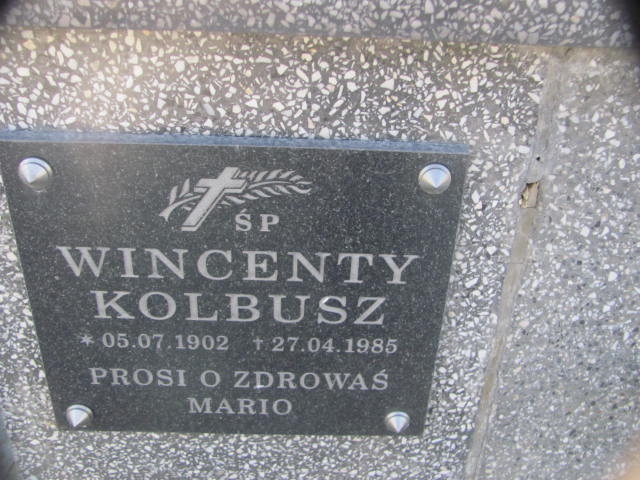 ŚP
WINCENTY
KOLBUSZ
* 05.07.1902 † 27.04.1985
PROSI O ZDROWAŚ
MARIO